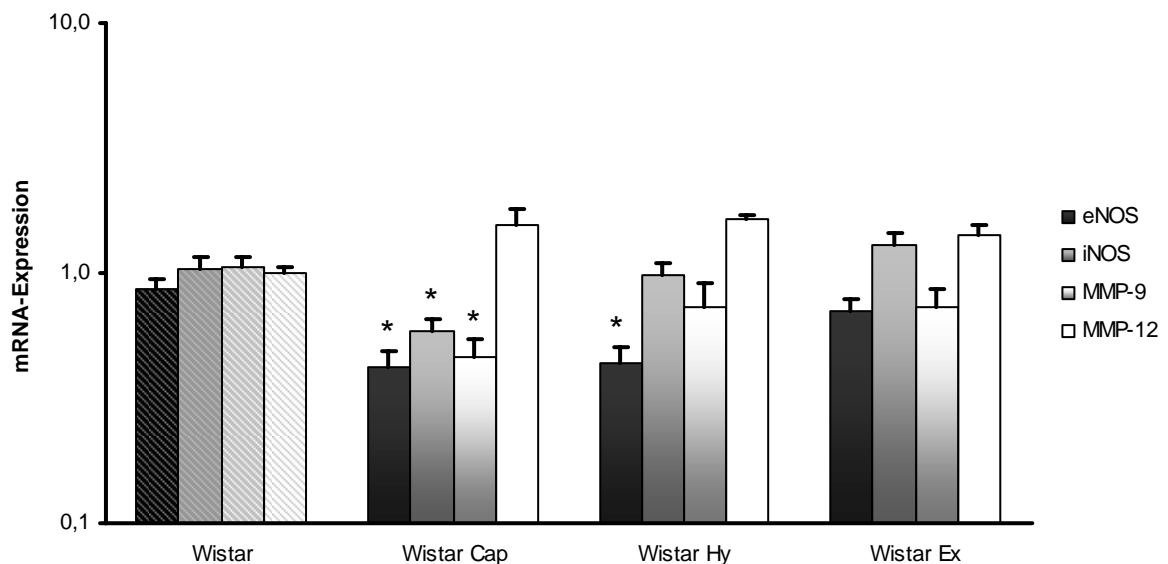 10,0
1,0
0,1
mRNA-Expression
* * * *
Wistar Wistar Cap Wistar Hy Wistar Ex
eNOS
iNOS
MMP-9
MMP-12